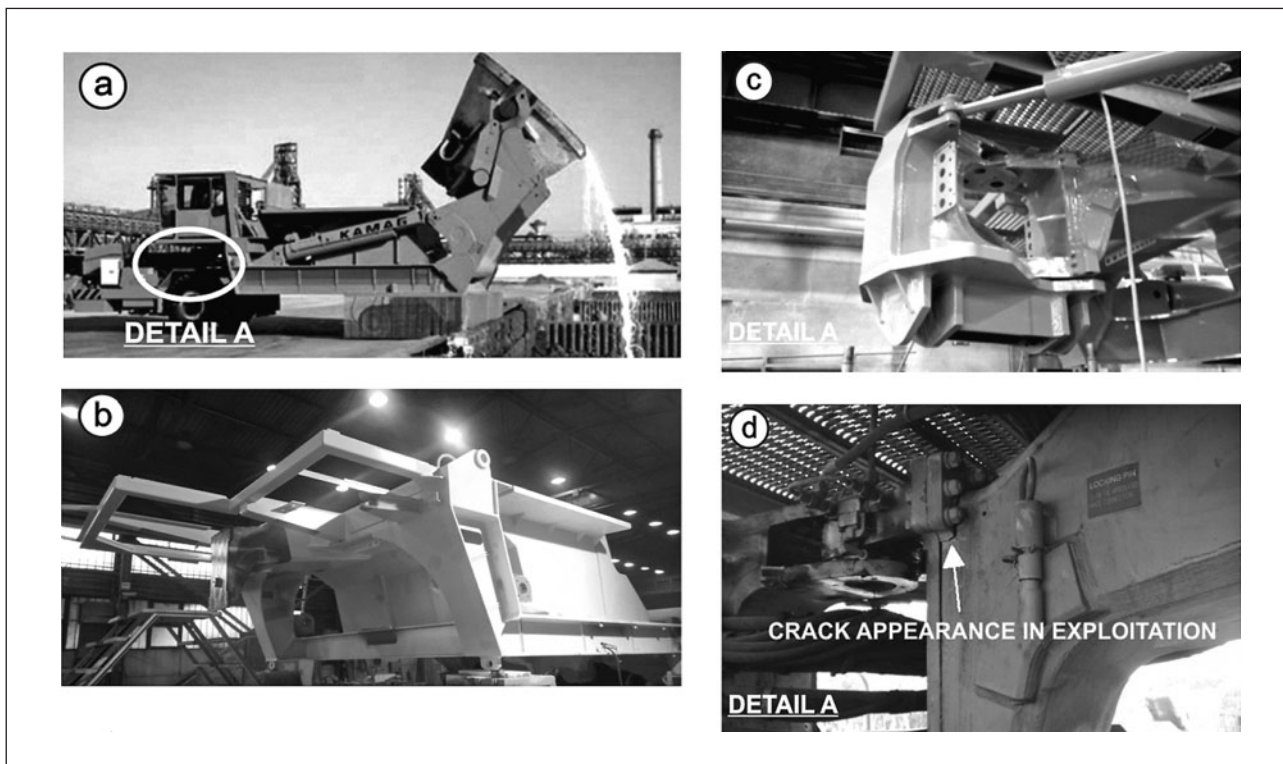 a
KAMAG
DETAIL A
b
c
DETAIL A
d
LOCKING PIN
CRACK APPEARANCE IN EXPLOITATION
DETAIL A